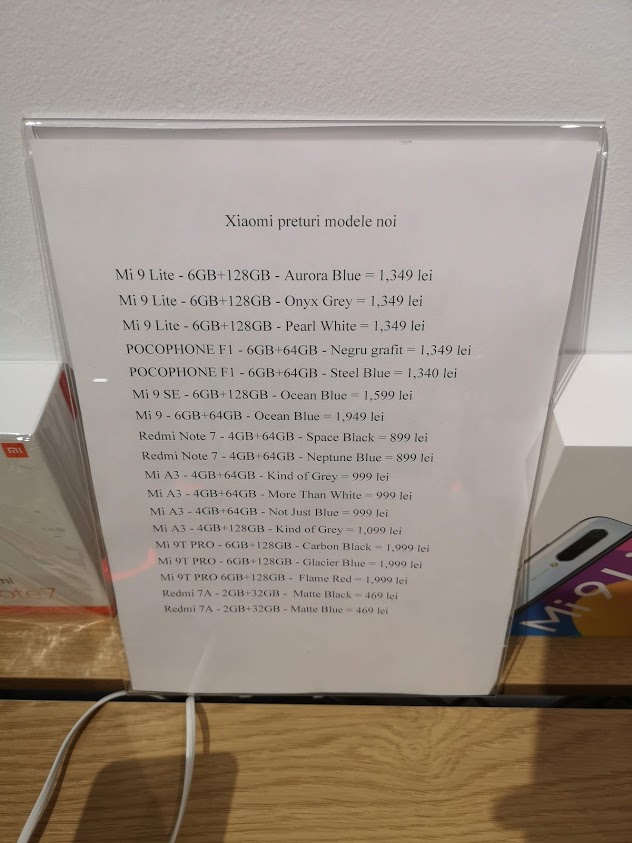 Xiaomi preturi modele noi
Mi 9 Lite - 6GB+128GB - Aurora Blue = 1,349 lei
Mi 9 Lite - 6GB+128GB - Onyx Grey = 1,349 lei
Mi 9 Lite - 6GB+128GB - Pearl White = 1,349 lei
POCOPHONE F1 - 6GB+64GB - Negru grafit = 1,349 lei
POCOPHONE F1 - 6GB+64GB - Steel Blue = 1,340 lei
Mi 9 SE - 6GB+128GB - Ocean Blue = 1,599 lei
Mi 9 - 6GB+64GB - Ocean Blue = 1,949 lei
Redmi Note 7 - 4GB+64GB - Space Black = 899 lei
Redmi Note 7 - 4GB+64GB - Neptune Blue = 899 lei
Mi A3 - 4GB+64GB - Kind of Grey = 999 lei
Mi A3 - 4GB+64GB - More Than White = 999 lei
Mi A3 - 4GB+64GB - Not Just Blue = 999 lei
Mi A3 - 4GB+128GB - Kind of Grey = 1,099 lei
Mi 9T PRO - 6GB+128GB - Carbon Black = 1,999 lei
Mi 9T PRO - 6GB+128GB - Glacier Blue = 1,999 lei
Mi 9T PRO 6GB+128GB - Flame Red = 1,999 lei
Redmi 7A - 2GB+32GB - Matte Black = 469 lei
Redmi 7A - 2GB+32GB - Matte Blue = 469 lei
mi
Mi 9 Li